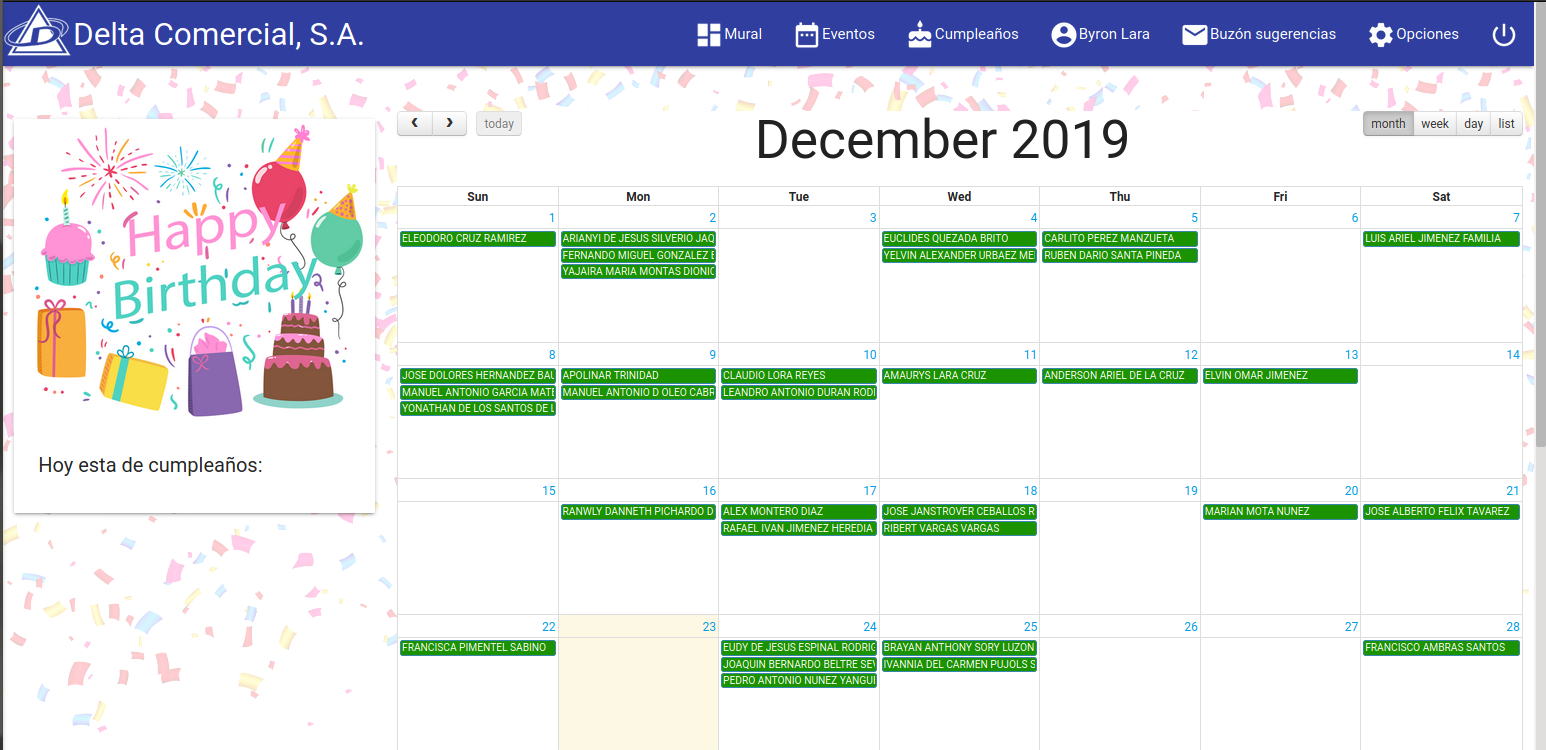 Delta Comercial, S.A.
Mural
Eventos
Cumpleaños
Byron Lara
Buzón sugerencias
Opciones
Happy
Birthday
Hoy esta de cumpleaños:
today
December 2019
month week day list
Sun Mon Tue Wed Thu Fri Sat
1 2 3 4 5 6 7
ELEODORO CRUZ RAMIREZ
ARIANYI DE JESUS SILVERIO JAQ
FERNANDO MIGUEL GONZALEZ
YAJAIRA MARIA MONTAS DIONIC
EUCLIDES QUEZADA BRITO
YELVIN ALEXANDER URBAEZ ME
CARLITO PEREZ MANZUETA
RUBEN DARIO SANTA PINEDA
LUIS ARIEL JIMENEZ FAMILIA
8 9 10 11 12 13 14
JOSE DOLORES HERNANDEZ BAU
MANUEL ANTONIO GARCIA MATE
YONATHAN DE LOS SANTOS DE L
APOLINAR TRINIDAD
MANUEL ANTONIO D OLEO CABR
CLAUDIO LORA REYES
LEANDRO ANTONIO DURAN RODI
AMAURYS LARA CRUZ
ANDERSON ARIEL DE LA CRUZ
ELVIN OMAR JIMENEZ
15 16 17 18 19 20 21
RANWLY DANNETH PICHARDO D
ALEX MONTERO DIAZ
RAFAEL IVAN JIMENEZ HEREDIA
JOSE JANSTROVER CEBALLOS R
RIBERT VARGAS VARGAS
MARIAN MOTA NUNEZ
JOSE ALBERTO FELIX TAVAREZ
22 23 24 25 26 27 28
FRANCISCA PIMENTEL SABINO
EUDY DE JESUS ESPINAL RODRIG
JOAQUIN BERNARDO BELTRE SEV
PEDRO ANTONIO NUNEZ YANGUI
BRAYAN ANTHONY SORY LUZON
IVANNIA DEL CARMEN PUJOLS S
FRANCISCO AMBRAS SANTOS